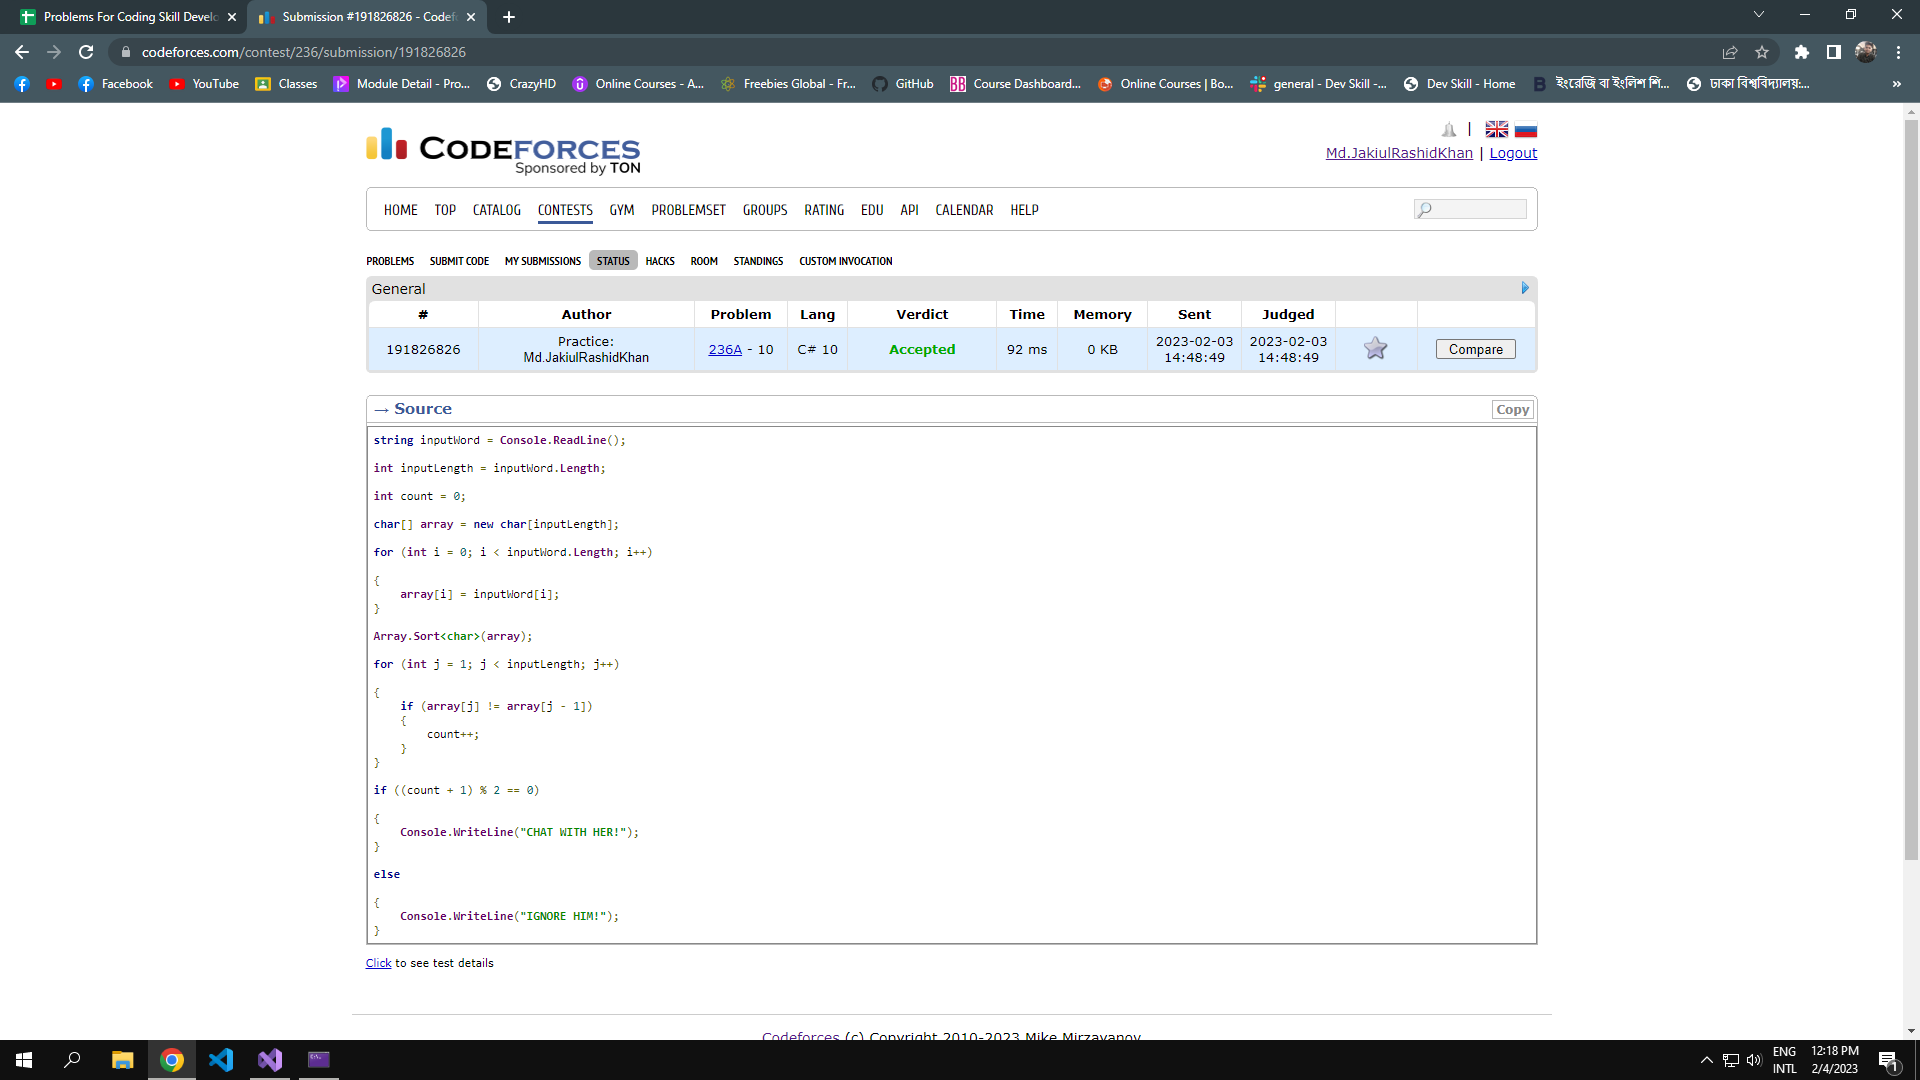 Problems For Coding Skill Develo
Submission #191826826 - Codef
codeforces.com/contest/236/submission/191826826
Facebook
YouTube
Classes
Module Detail - Pro...
CrazyHD
Online Courses - A...
Freebies Global - Fr...
GitHub
Course Dashboard...
Online Courses | Bo...
general - Dev Skill -...
Dev Skill - Home
ইংরেজি বা ইংলিশ শি...
ঢাকা বিশ্ববিদ্যালয়:...
»
CODEFORCES
Sponsored by TON
|
Md.JakiulRashidKhan | Logout
HOME TOP CATALOG CONTESTS GYM PROBLEMSET GROUPS RATING EDU API CALENDAR HELP
PROBLEMS SUBMIT CODE MY SUBMISSIONS STATUS HACKS ROOM STANDINGS CUSTOM INVOCATION
General
# Author Problem Lang Verdict Time Memory Sent Judged
191826826 Practice: Md.JakiulRashidKhan 236A - 10 C# 10 Accepted 92 ms 0 KB 2023-02-03 14:48:49 2023-02-03 14:48:49 Compare
→ Source
Copy
string inputWord = Console.ReadLine();
int inputLength = inputWord.Length;
int count = 0;
char[] array = new char[inputLength];
for (int i = 0; i < inputWord.Length; i++)
{
array[i] = inputWord[i];
}
Array.Sort<char>(array);
for (int j = 1; j < inputLength; j++)
{
if (array[j] != array[j - 1])
{
count++;
}
}
if ((count + 1) % 2 == 0)
{
Console.WriteLine("CHAT WITH HER!");
}
else
{
Console.WriteLine("IGNORE HIM!");
}
Click to see test details
Codeforces (c) Copyright 2010-2023 Mike Mirzayanov
ENG
INTL
12:18 PM
2/4/2023
1